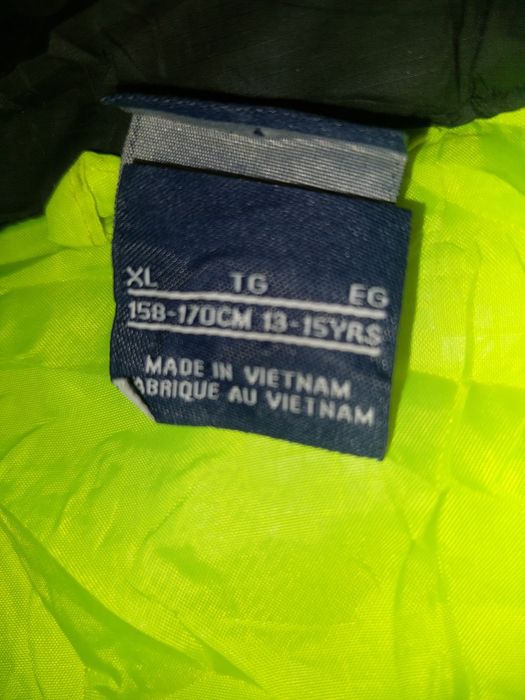 XL TG EG
158-170CM 13-15YRS
MADE IN VIETNAM
ABRIQUE AU VIETNAM